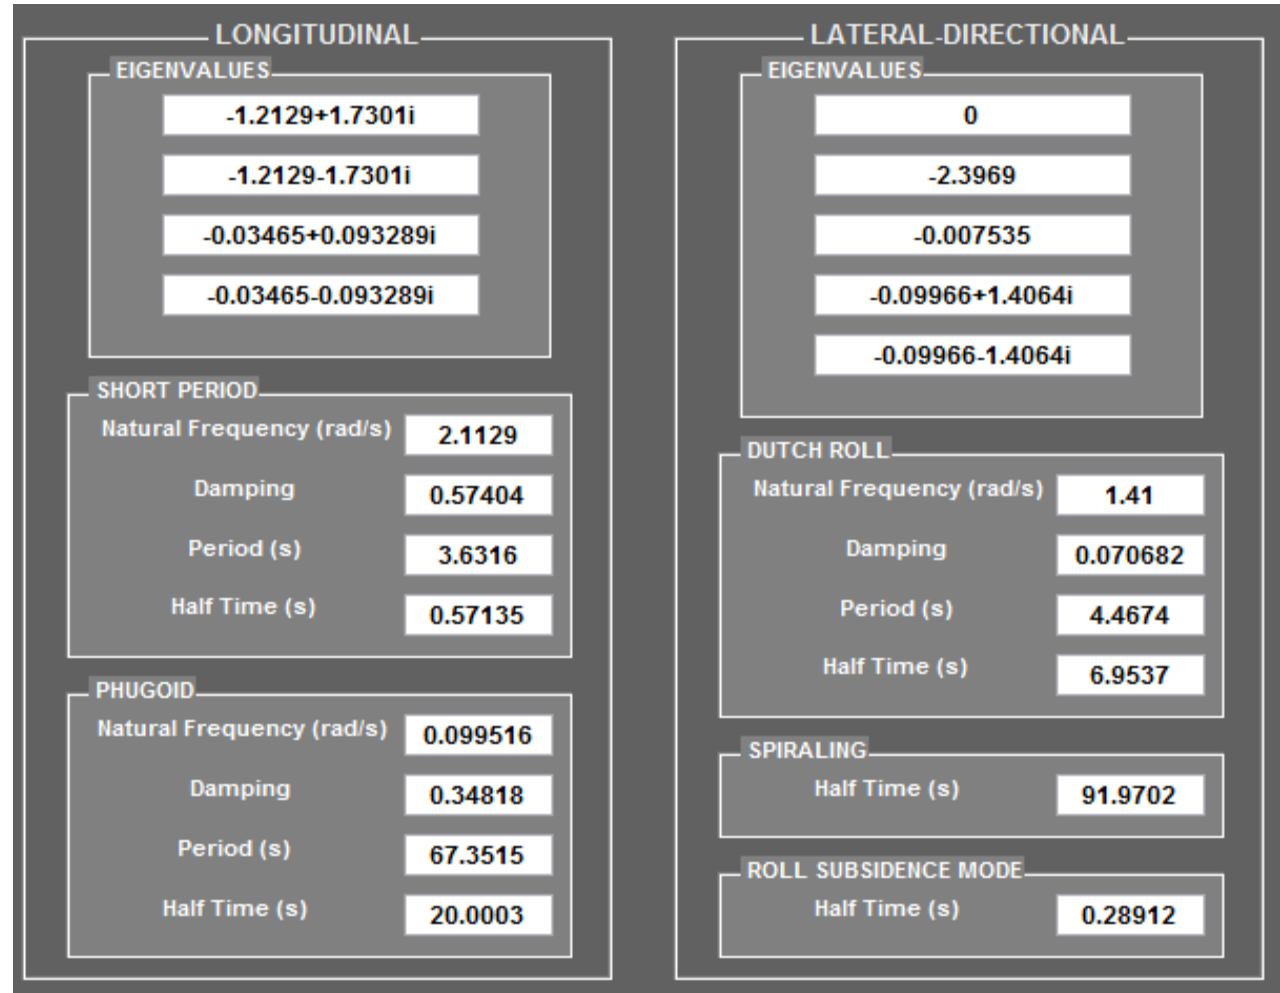 LONGITUDINAL
EIGENVALUES
-1.2129+1.7301i
-1.2129-1.7301i
-0.03465+0.093289i
-0.03465-0.093289i
SHORT PERIOD
Natural Frequency (rad/s) 2.1129
Damping 0.57404
Period (s) 3.6316
Half Time (s) 0.57135
PHUGOID
Natural Frequency (rad/s) 0.099516
Damping 0.34818
Period (s) 67.3515
Half Time (s) 20.0003
LATERAL-DIRECTIONAL
EIGENVALUES
0
-2.3969
-0.007535
-0.09966+1.4064i
-0.09966-1.4064i
DUTCH ROLL
Natural Frequency (rad/s) 1.41
Damping 0.070682
Period (s) 4.4674
Half Time (s) 6.9537
SPIRALING
Half Time (s) 91.9702
ROLL SUBSIDENCE MODE
Half Time (s) 0.28912